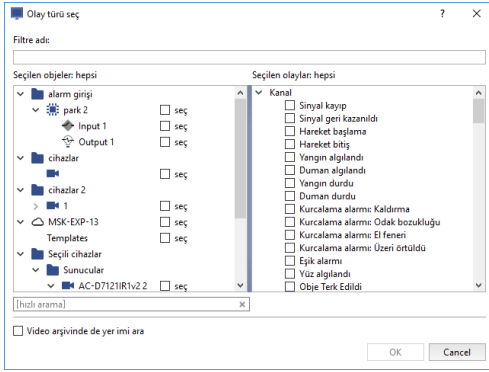 Olay türü seç
Filtre adı:
Seçilen objeler: hepsi
alarm girişi
park 2 seç
Input 1 seç
Output 1 seç
cihazlar
seç
cihazlar 2
1 seç
MSK-EXP-13 seç
Templates seç
Seçili cihazlar
Sunucular
AC-D7121IR1v2 2 seç
[hızlı arama]
Seçilen olaylar: hepsi
Kanal
Sinyal kayıp
Sinyal geri kazanıldı
Hareket başlama
Hareket bitiş
Yangın algılandı
Duman algılandı
Yangın durdu
Duman durdu
Kurcalama alarmı: Kaldırma
Kurcalama alarmı: Odak bozukluğu
Kurcalama alarmı: El feneri
Kurcalama alarmı: Üzeri örtüldü
Eşik alarmı
Yüz algılandı
Obje Terk Edildi
Video arşivinde de yer imi ara
OK
Cancel